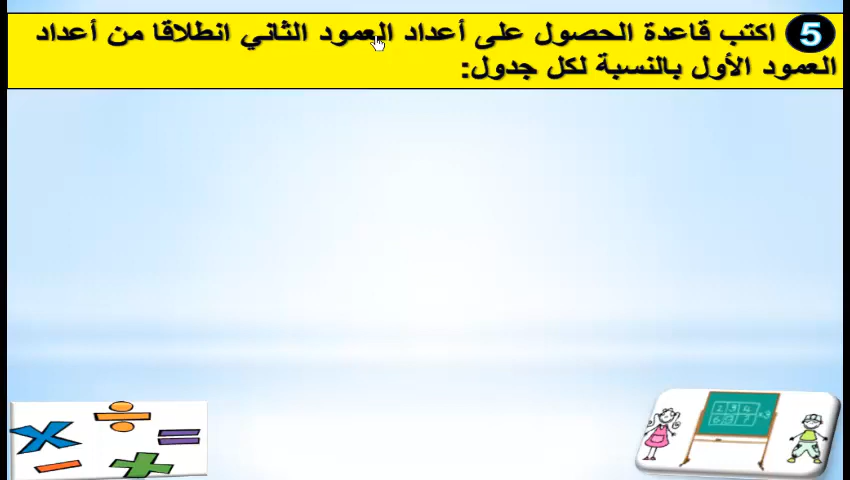 5 اكتب قاعدة الحصول على أعداد العمود الثاني انطلاقا من أعداد
العمود الأول بالنسبة لكل جدول: